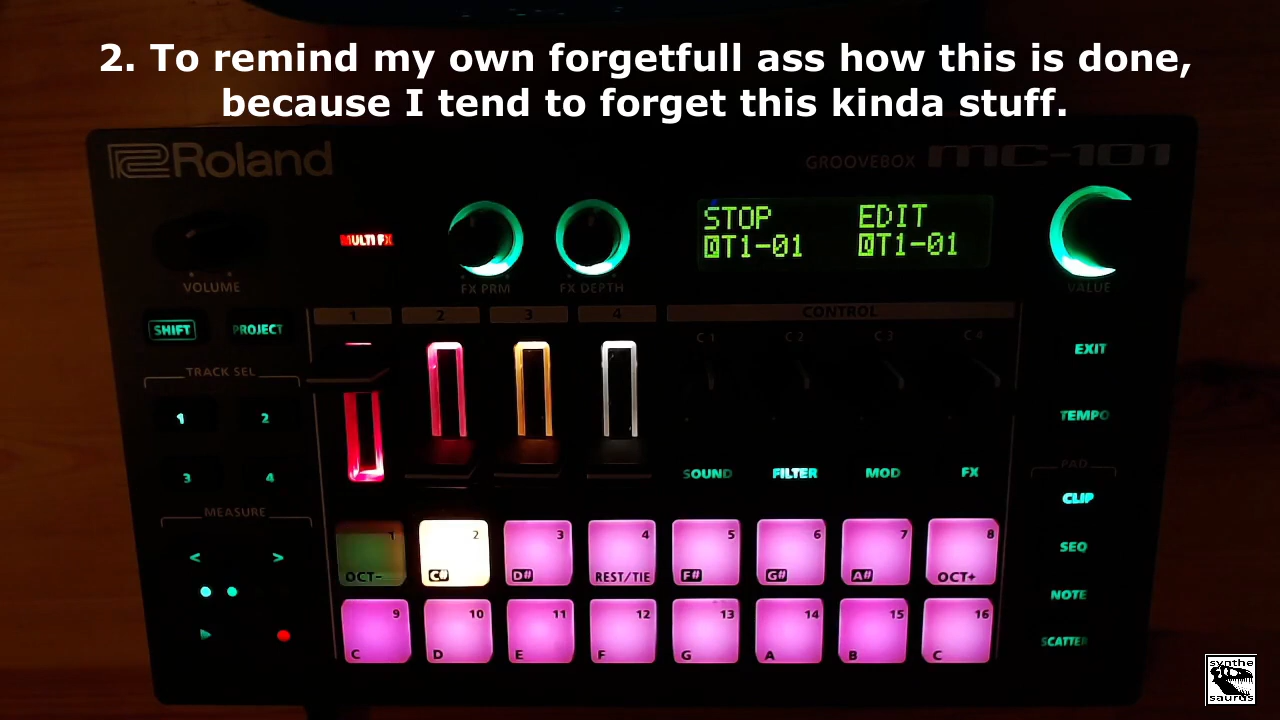 2. To remind my own forgetfull ass how this is done,
because I tend to forget this kinda stuff.
Roland
GROOVEBOX MC-101
MULTI FX
STOP EDIT
T1-01 T1-01
VOLUME
FX PRM FX DEPTH
VALUE
1 2 3 4 CONTROL
SHIFT PROJECT
C1 C2 C3 C4
EXIT
TRACK SEL
1 2
TEMPO
3 4
SOUND FILTER MOD FX
PAD
CLIP
MEASURE
1 2 3 4 5 6 7 8
SEQ
< >
OCT- C# D# REST/TIE F# G# A# OCT+
NOTE
9 10 11 12 13 14 15 16
SCATTER
C D E F G A B C
synthe
saurus